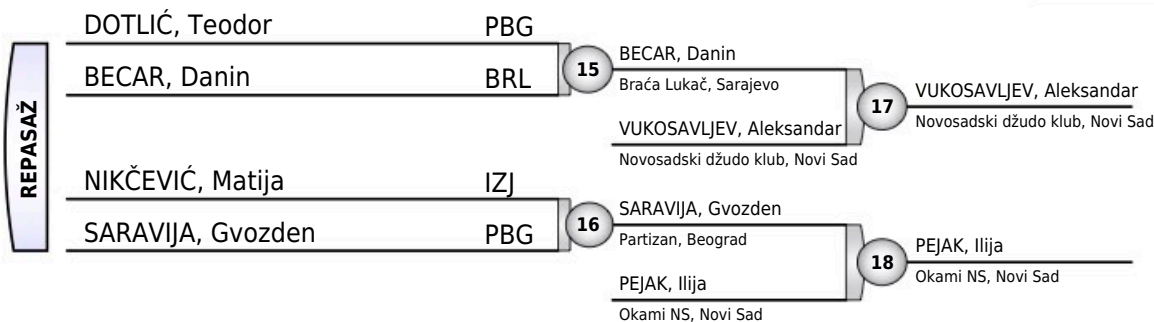 REPASAŽ
DOTLIĆ, Teodor PBG
BECAR, Danin BRL
15
BECAR, Danin
Braća Lukač, Sarajevo
VUKOSAVLJEV, Aleksandar
Novosadski džudo klub, Novi Sad
17
VUKOSAVLJEV, Aleksandar
Novosadski džudo klub, Novi Sad
NIKČEVIĆ, Matija IZJ
SARAVIJA, Gvozden PBG
16
SARAVIJA, Gvozden
Partizan, Beograd
PEJAK, Ilija
Okami NS, Novi Sad
18
PEJAK, Ilija
Okami NS, Novi Sad